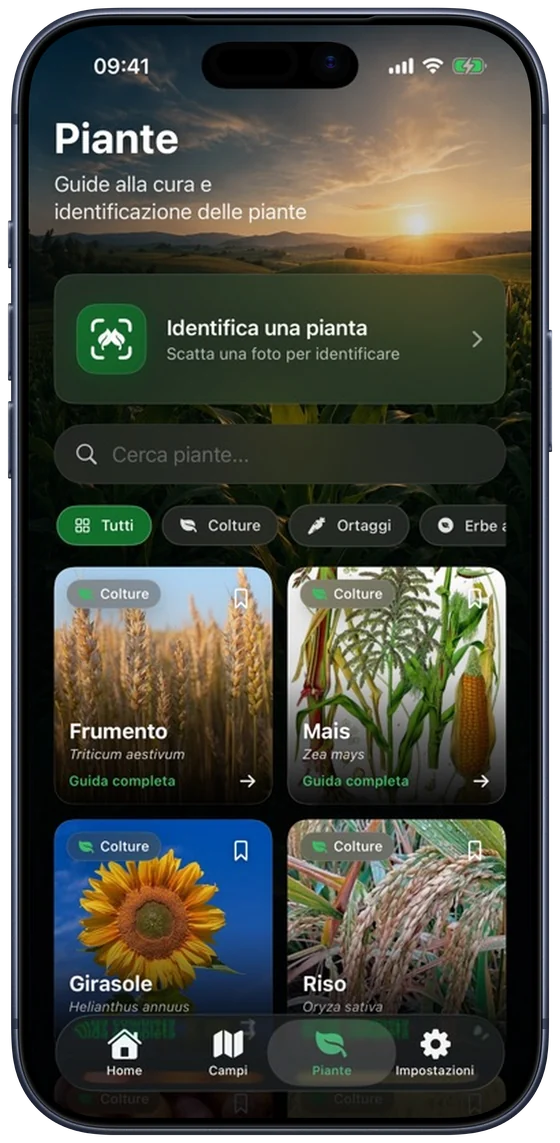 09:41
Piante
Guide alla cura e
identificazione delle piante
Identifica una pianta
Scatta una foto per identificare
Cerca piante...
Tutti
Colture
Ortaggi
Erbe a
Colture
Colture
Frumento
Triticum aestivum
Guida completa
Mais
Zea mays
Guida completa
Colture
Colture
Girasole
Helianthus annuus
Riso
Oryza sativa
Home
Campi
Piante
Impostazioni
Colture
Colture